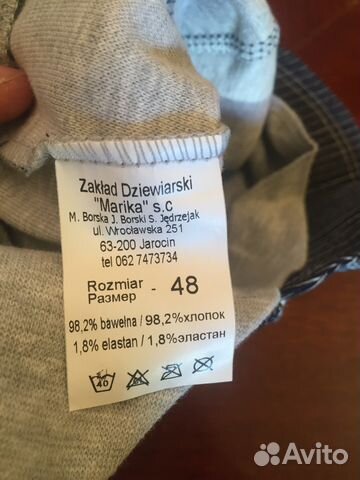 Zakład Dziewiarski
"Marika" s.c
M. Borska J. Borski S. Jędrzejak
ul. Wrocławska 251
63-200 Jarocin
tel 062 7473734
Rozmiar
Размер - 48
98,2% bawełna / 98,2%хлопок
1,8% elastan / 1,8%эластан
40
Avito